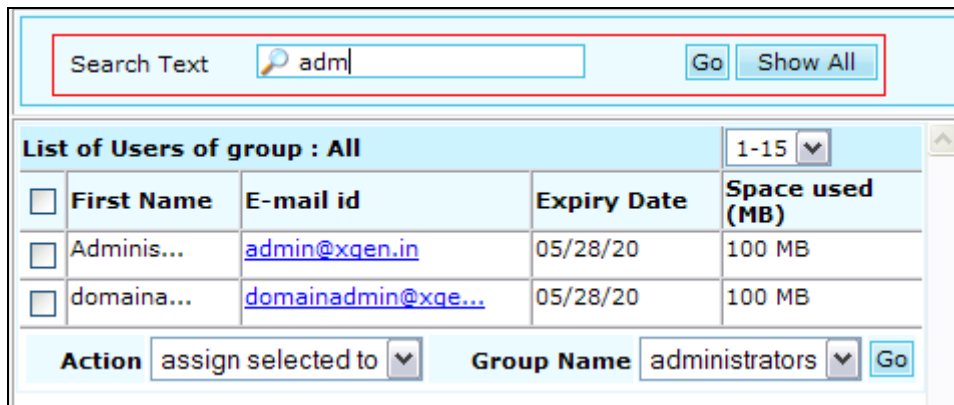 Search Text adm Go Show All
List of Users of group : All 1-15
First Name E-mail id Expiry Date Space used (MB)
Adminis... admin@xgen.in 05/28/20 100 MB
domaina... domainadmin@xge... 05/28/20 100 MB
Action assign selected to Group Name administrators Go